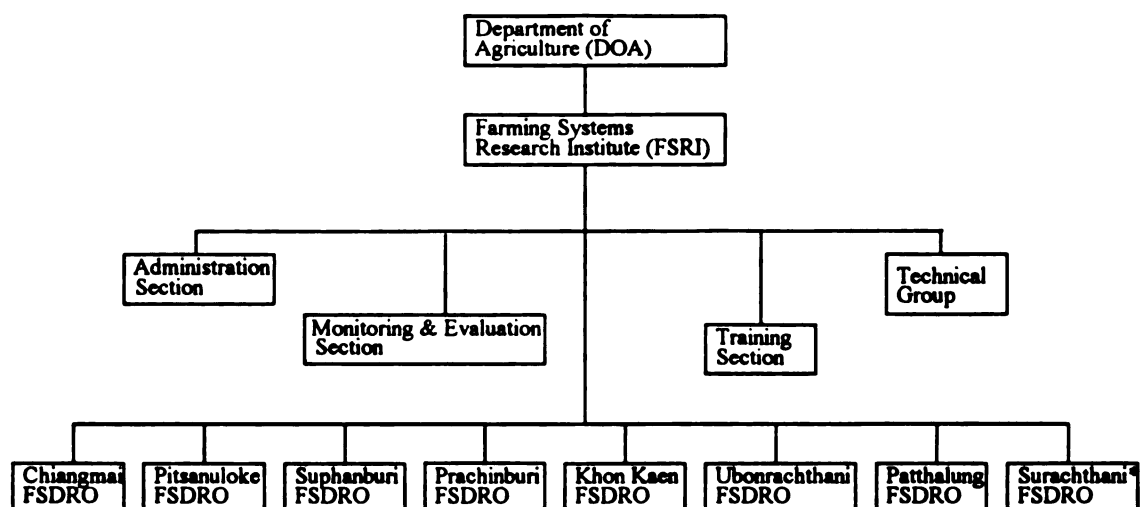 Department of
Agriculture (DOA)
Farming Systems
Research Institute (FSRI)
Administration
Section
Technical
Group
Monitoring & Evaluation
Section
Training
Section
Chiangmai
FSDRO
Pitsanuloke
FSDRO
Suphanburi
FSDRO
Prachinburi
FSDRO
Khon Kaen
FSDRO
Ubonrachthani
FSDRO
Patthalung
FSDRO
Surachthani*
FSDRO